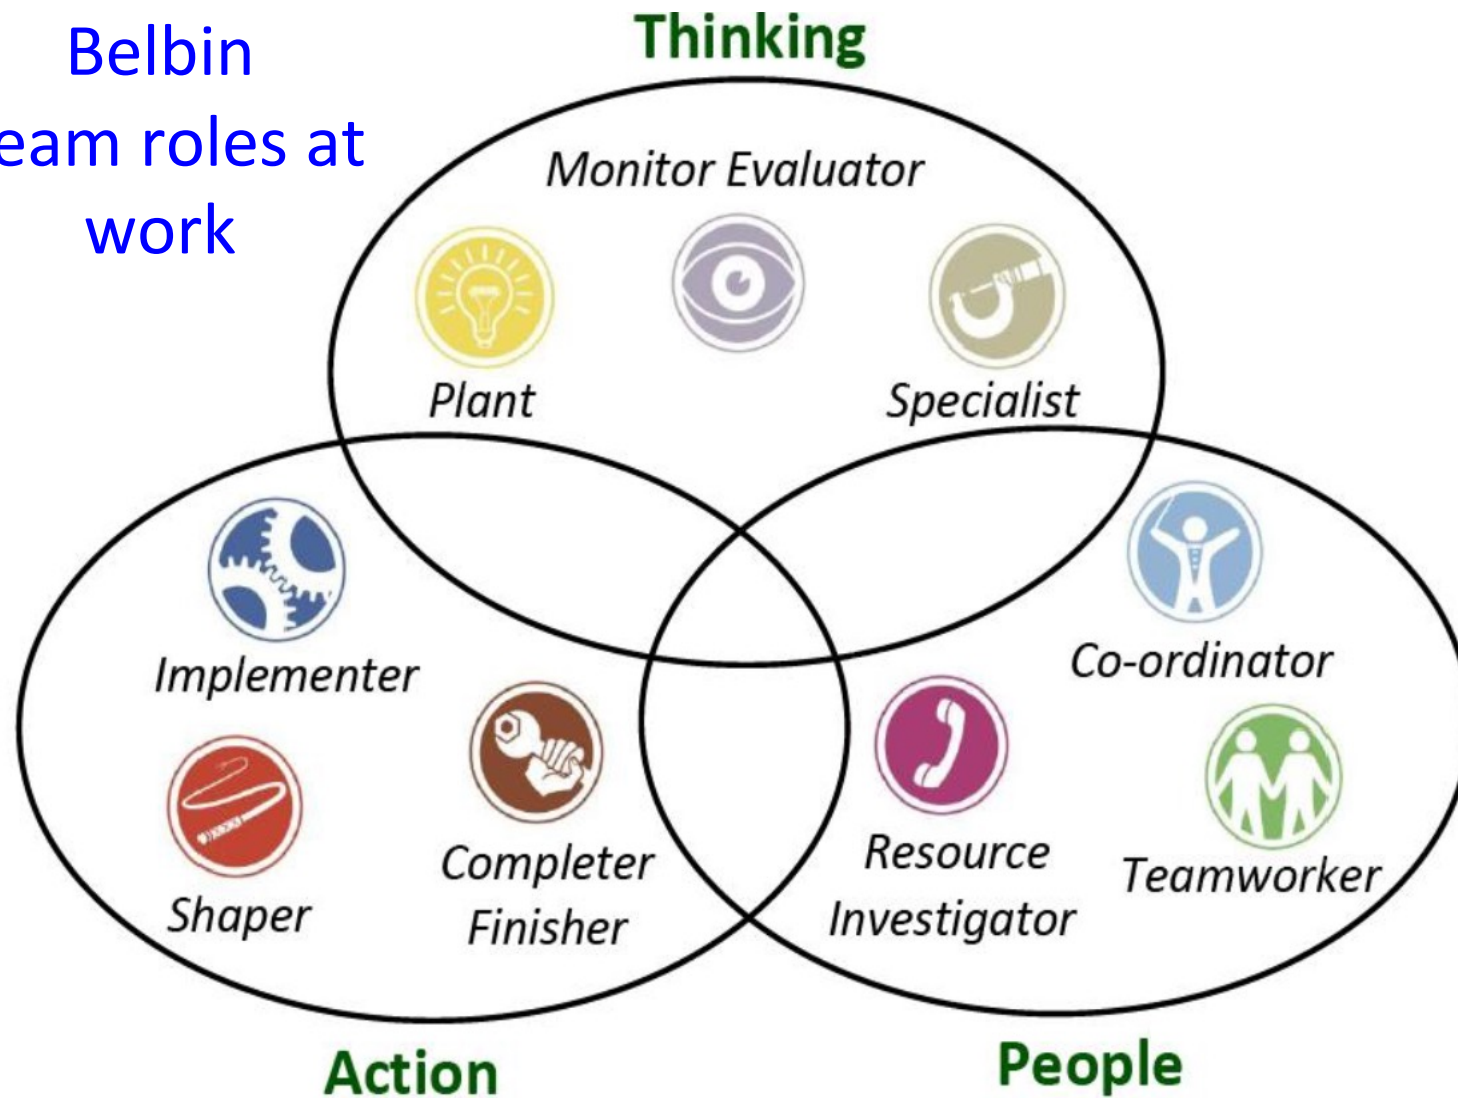 Belbin
eam roles at
work
Thinking
Monitor Evaluator
Plant
Specialist
Implementer
Co-ordinator
Shaper
Completer
Finisher
Resource
Investigator
Teamworker
Action
People